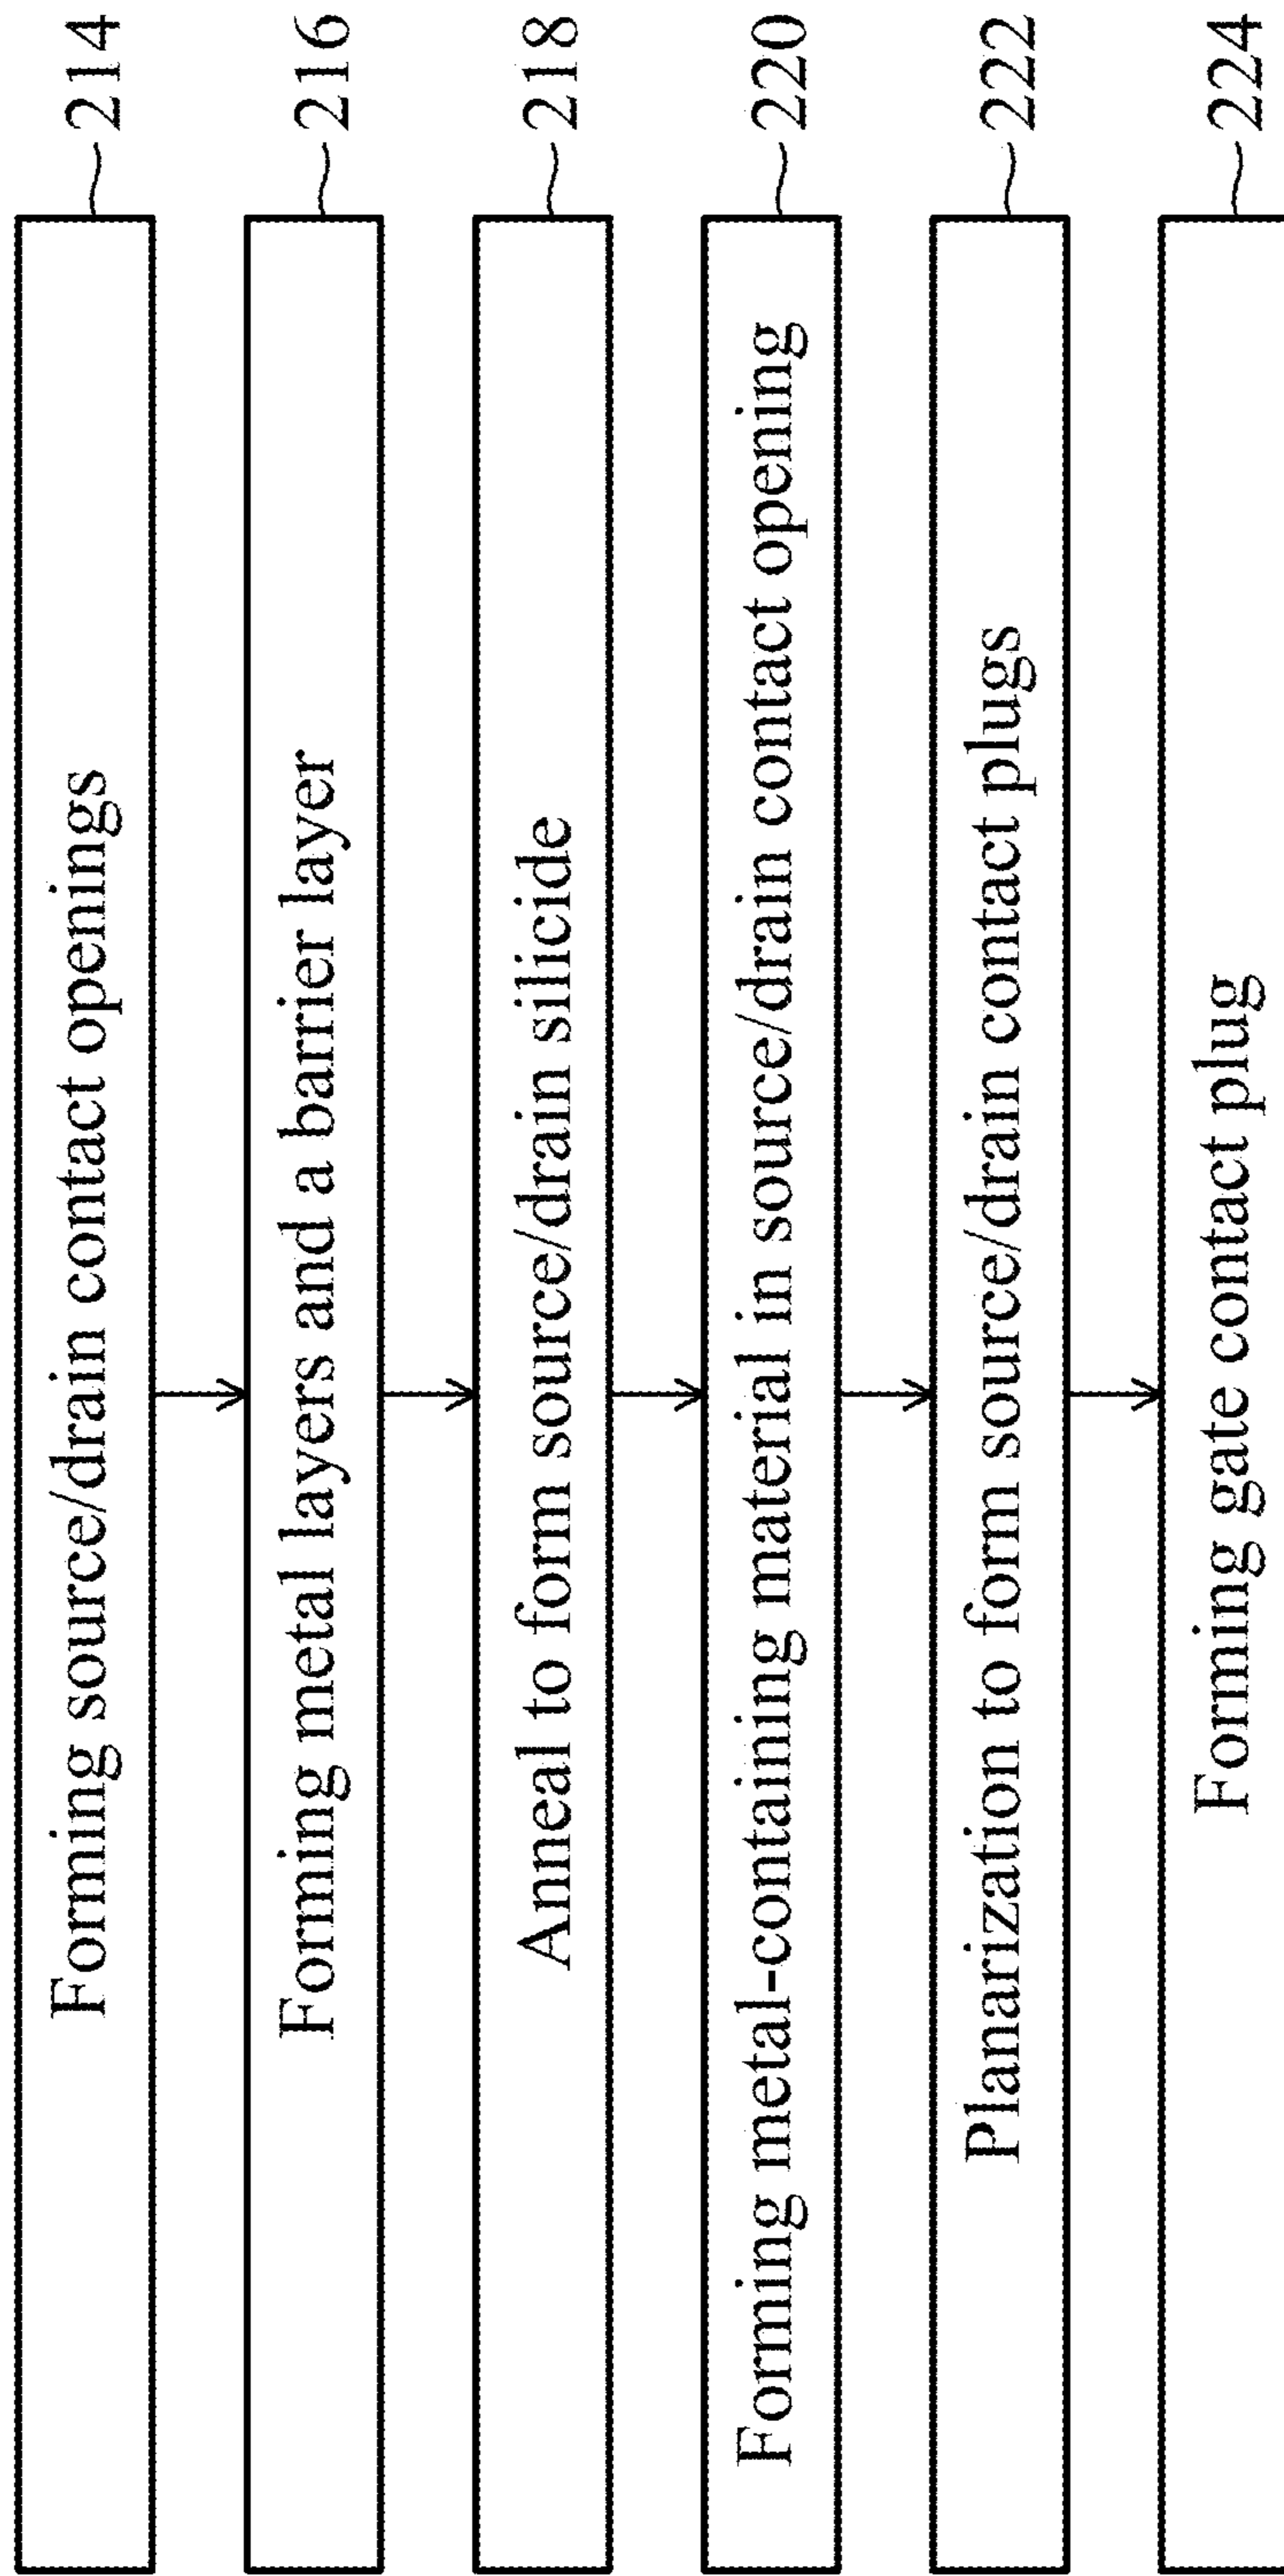 Forming source/drain contact openings 214
Forming metal layers and a barrier layer 216
Anneal to form source/drain silicide 218
Forming metal-containing material in source/drain contact opening 220
Planarization to form source/drain contact plugs 222
Forming gate contact plug 224